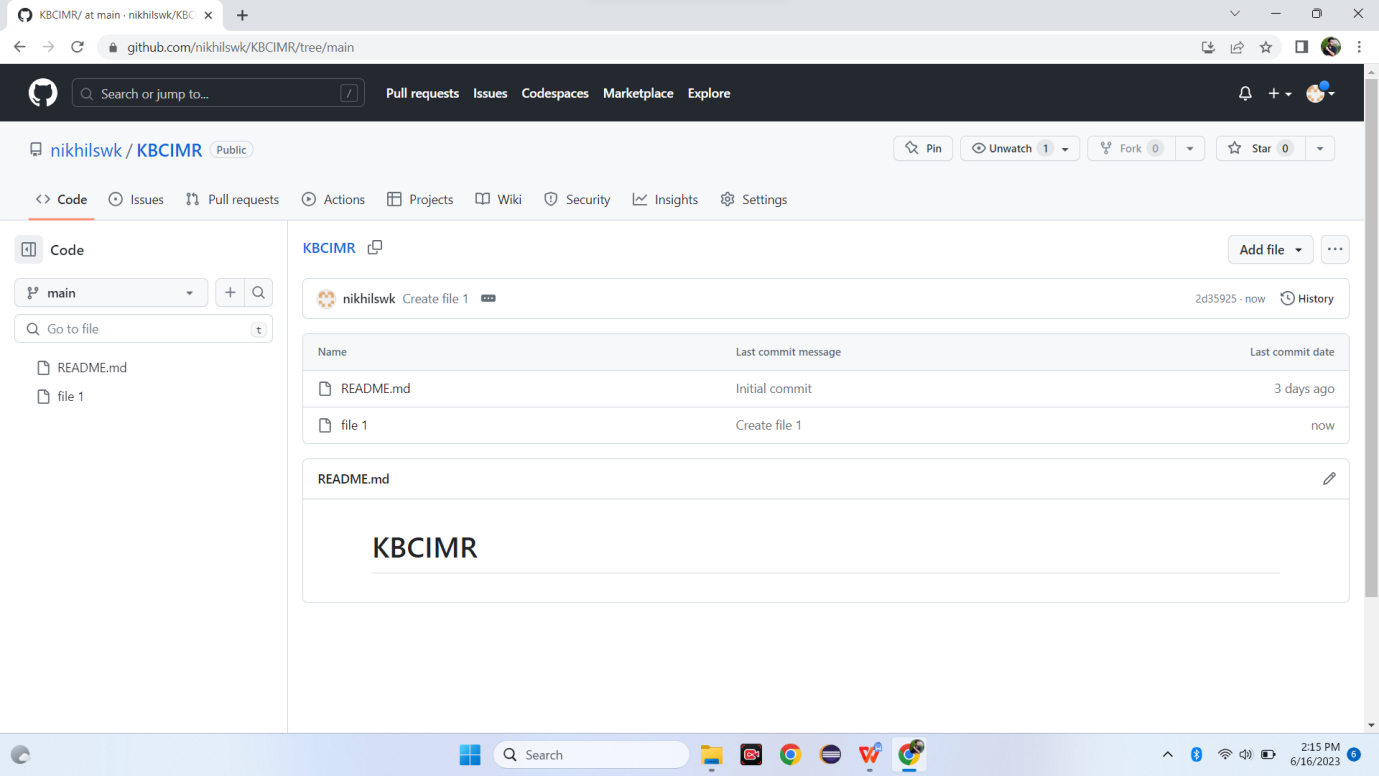 KBCIMR/ at main · nikhilswk/KBC
github.com/nikhilswk/KBCIMR/tree/main
Search or jump to... /
Pull requests Issues Codespaces Marketplace Explore
nikhilswk / KBCIMR Public
Pin Unwatch 1 Fork 0 Star 0
Code Issues Pull requests Actions Projects Wiki Security Insights Settings
Code
main
Go to file t
README.md
file 1
KBCIMR
Add file
nikhilswk Create file 1
2d35925 · now History
Name Last commit message Last commit date
README.md Initial commit 3 days ago
file 1 Create file 1 now
README.md
KBCIMR
Search
2:15 PM
6/16/2023 6